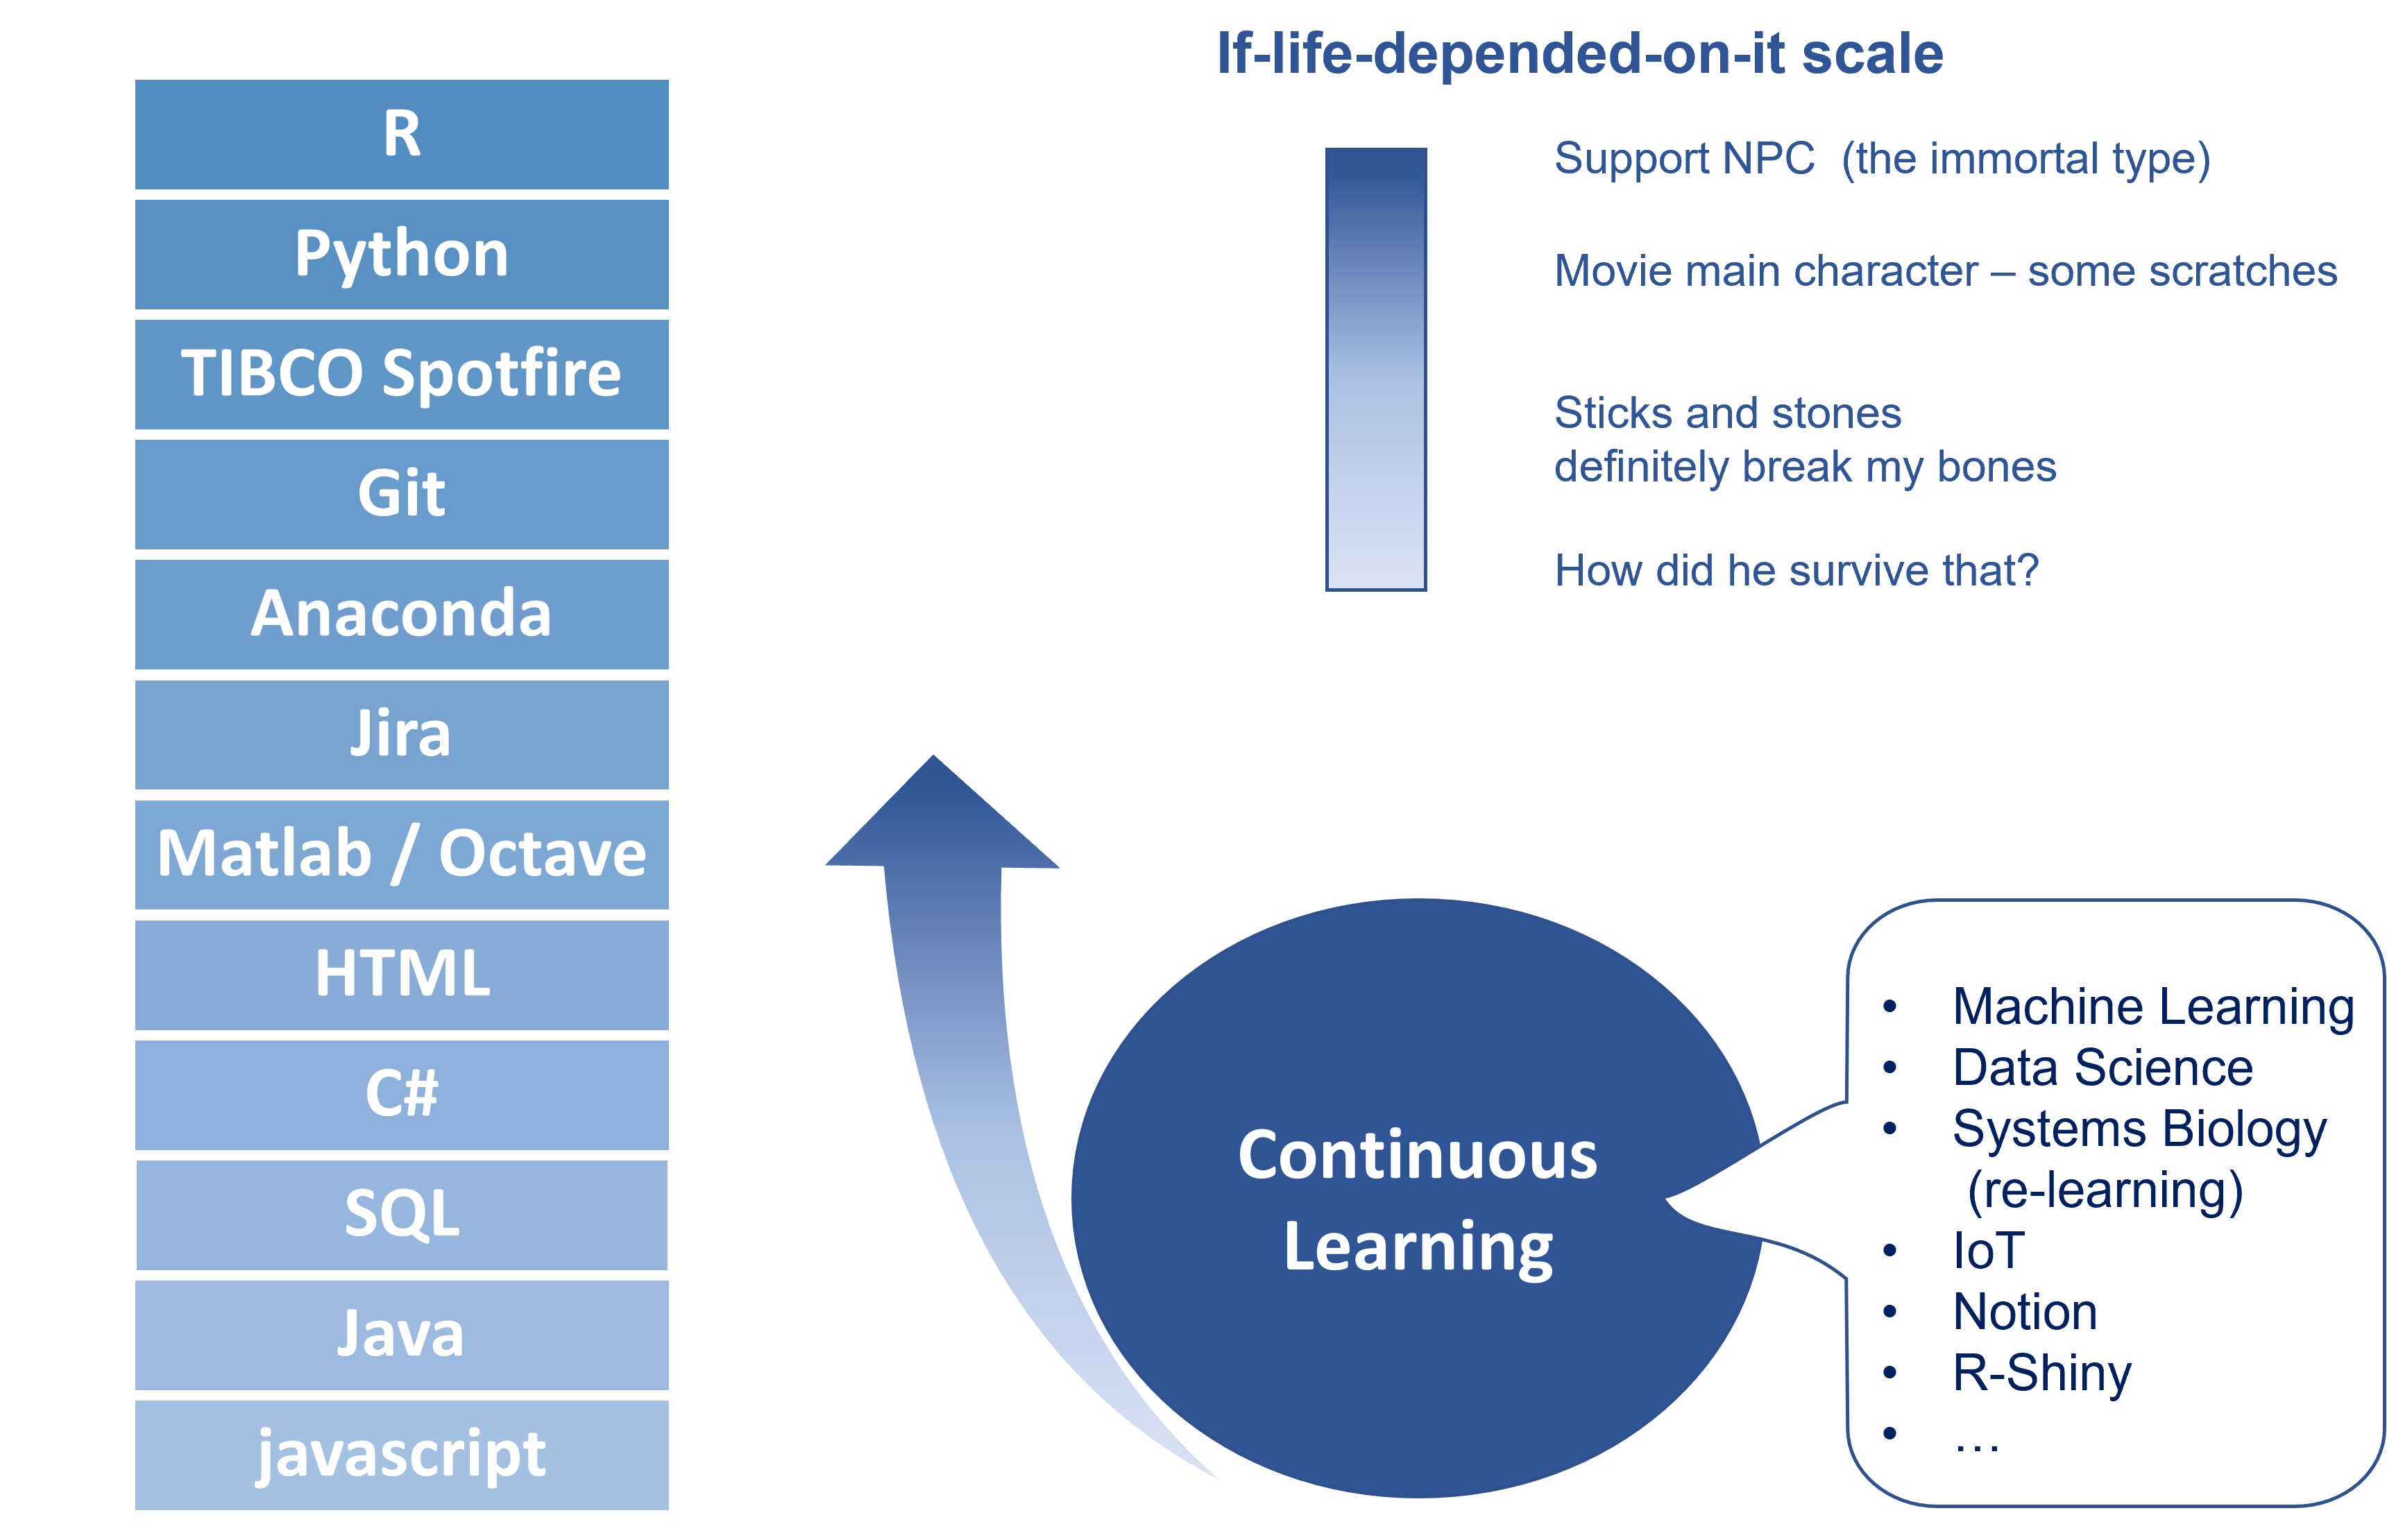 If-life-depended-on-it scale
R
Python
TIBCO Spotfire
Git
Anaconda
Jira
Matlab / Octave
HTML
C#
SQL
Java
javascript
Support NPC  (the immortal type)
Movie main character – some scratches
Sticks and stones
definitely break my bones
How did he survive that?
Continuous
Learning
• Machine Learning
• Data Science
• Systems Biology
(re-learning)
• IoT
• Notion
• R-Shiny
• …